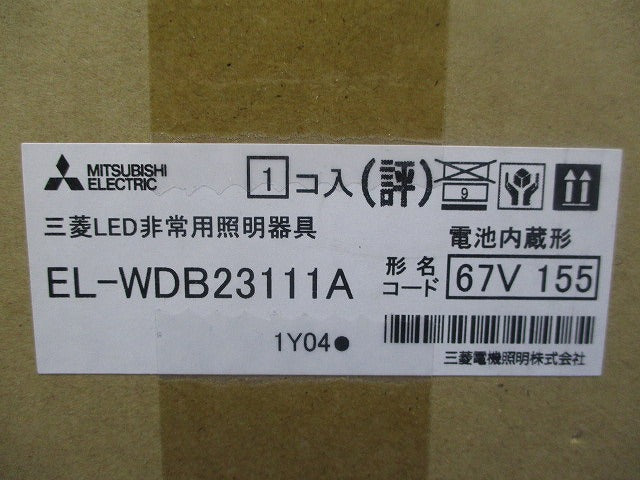 MITSUBISHI
ELECTRIC
1 コ入 (評) 9
三菱LED非常用照明器具
電池内蔵形
EL-WDB23111A
形名
コード
67V 155
1Y04●
三菱電機照明株式会社